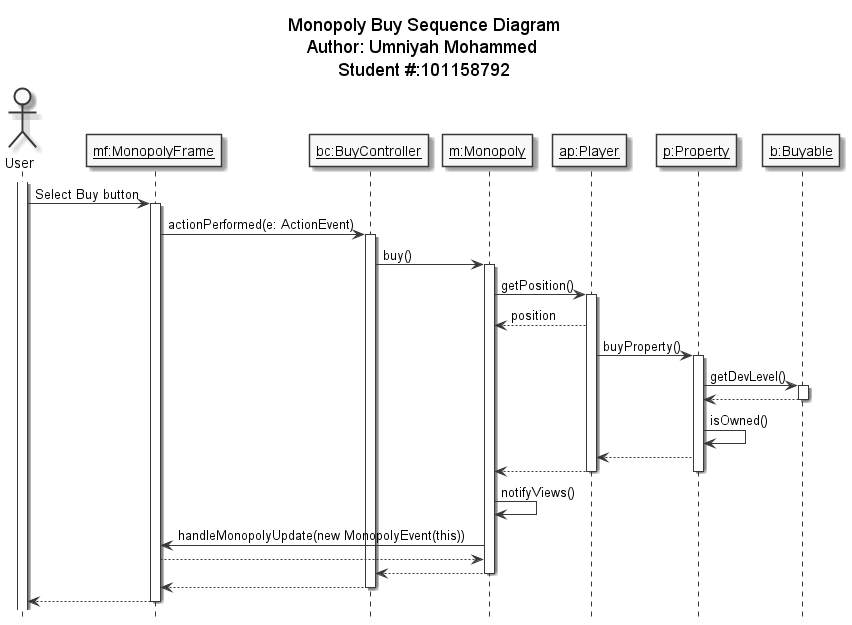 Monopoly Buy Sequence Diagram
Author: Umniyah Mohammed
Student #:101158792
User
mf:MonopolyFrame
bc:BuyController
m:Monopoly
ap:Player
p:Property
b:Buyable
Select Buy button
actionPerformed(e: ActionEvent)
buy()
getPosition()
position
buyProperty()
getDevLevel()
isOwned()
notifyViews()
handleMonopolyUpdate(new MonopolyEvent(this))